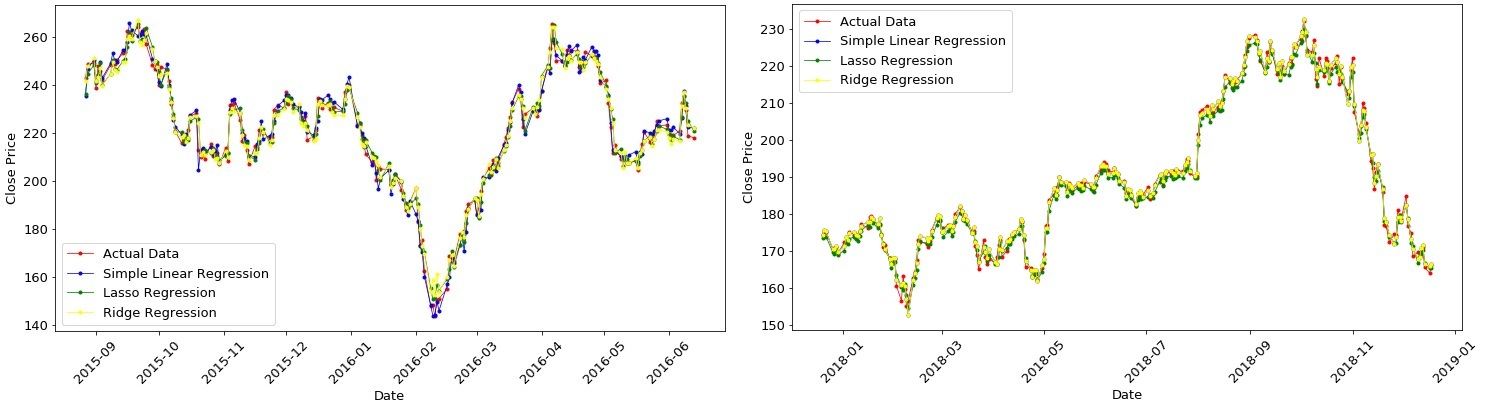 260
240
220
200
180
160
140
Close Price
Actual Data
Simple Linear Regression
Lasso Regression
Ridge Regression
2015-09
2015-10
2015-11
2015-12
2016-01
2016-02
2016-03
2016-04
2016-05
2016-06
Date
230
220
210
200
190
180
170
160
150
Close Price
Actual Data
Simple Linear Regression
Lasso Regression
Ridge Regression
2018-01
2018-03
2018-05
2018-07
2018-09
2018-11
2019-01
Date